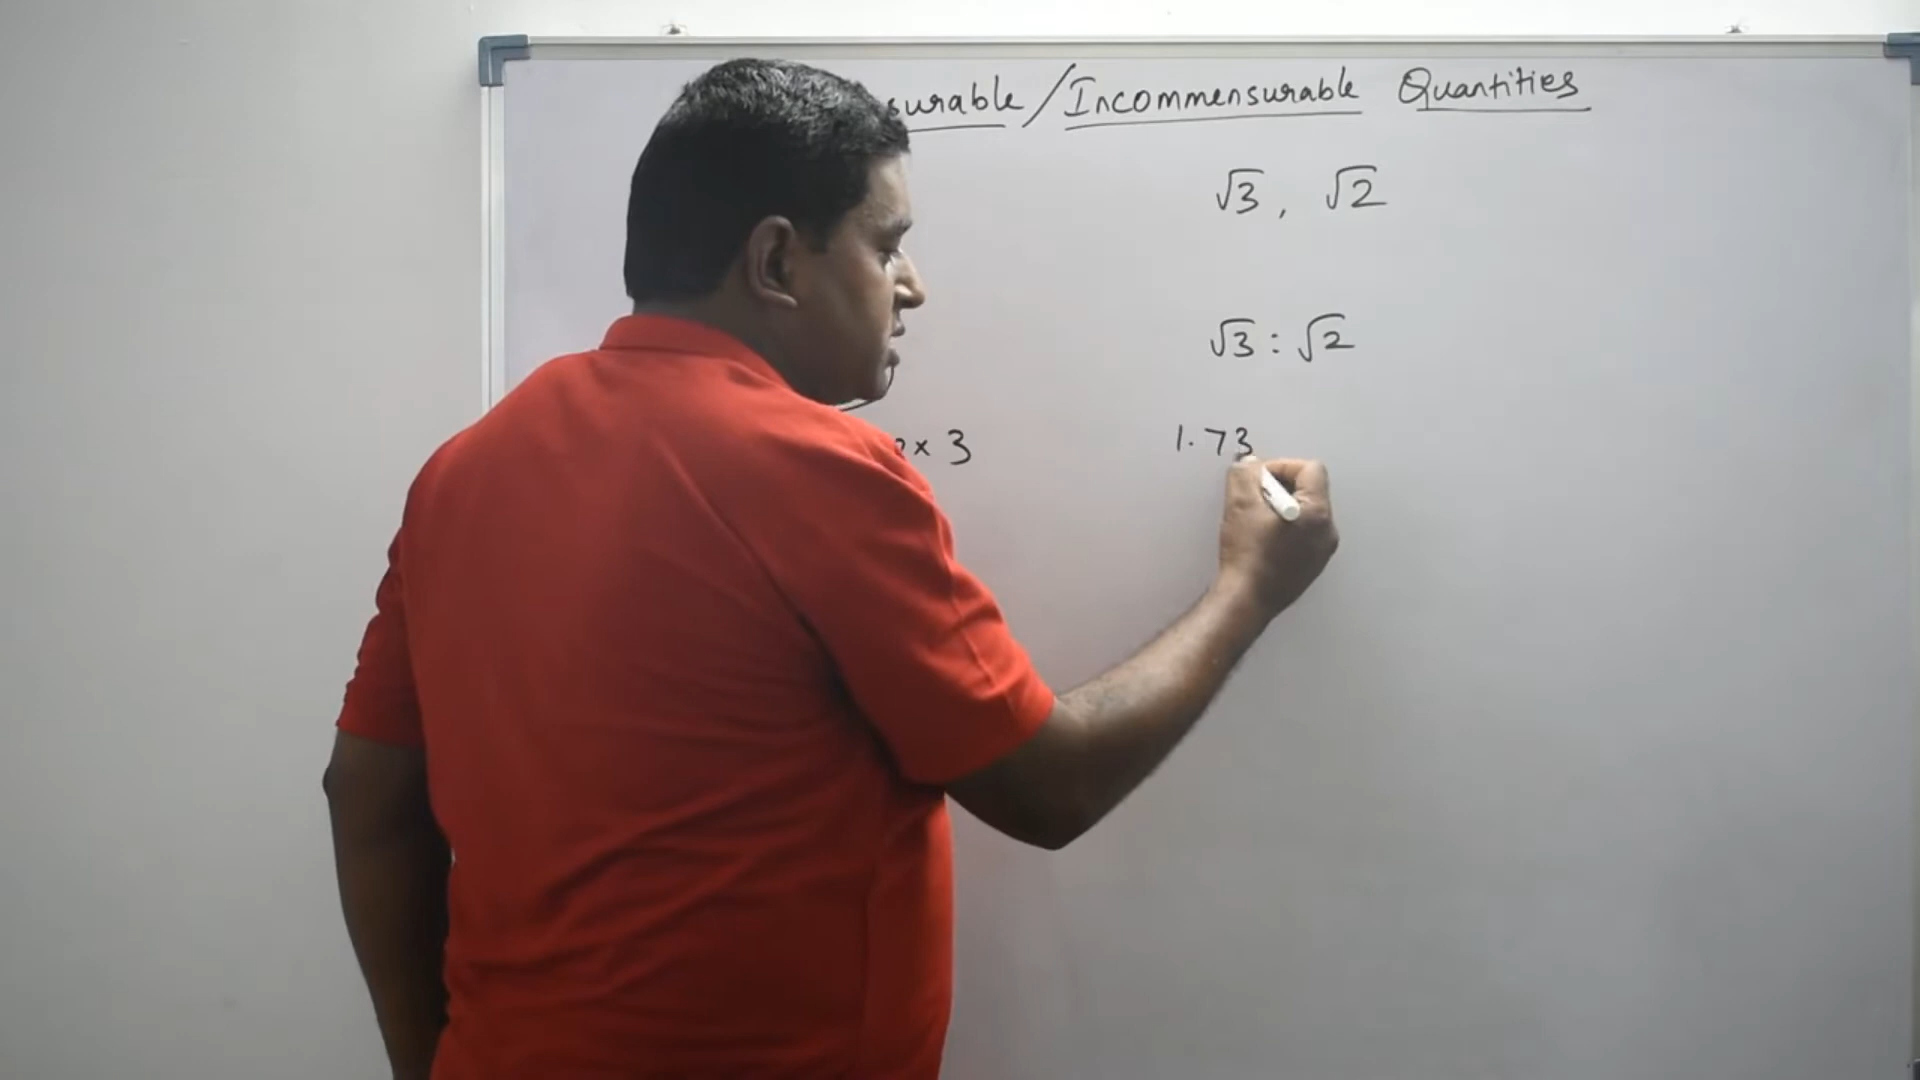 surable / Incommensurable Quantities
√3, √2
√3 : √2
× 3
1.73